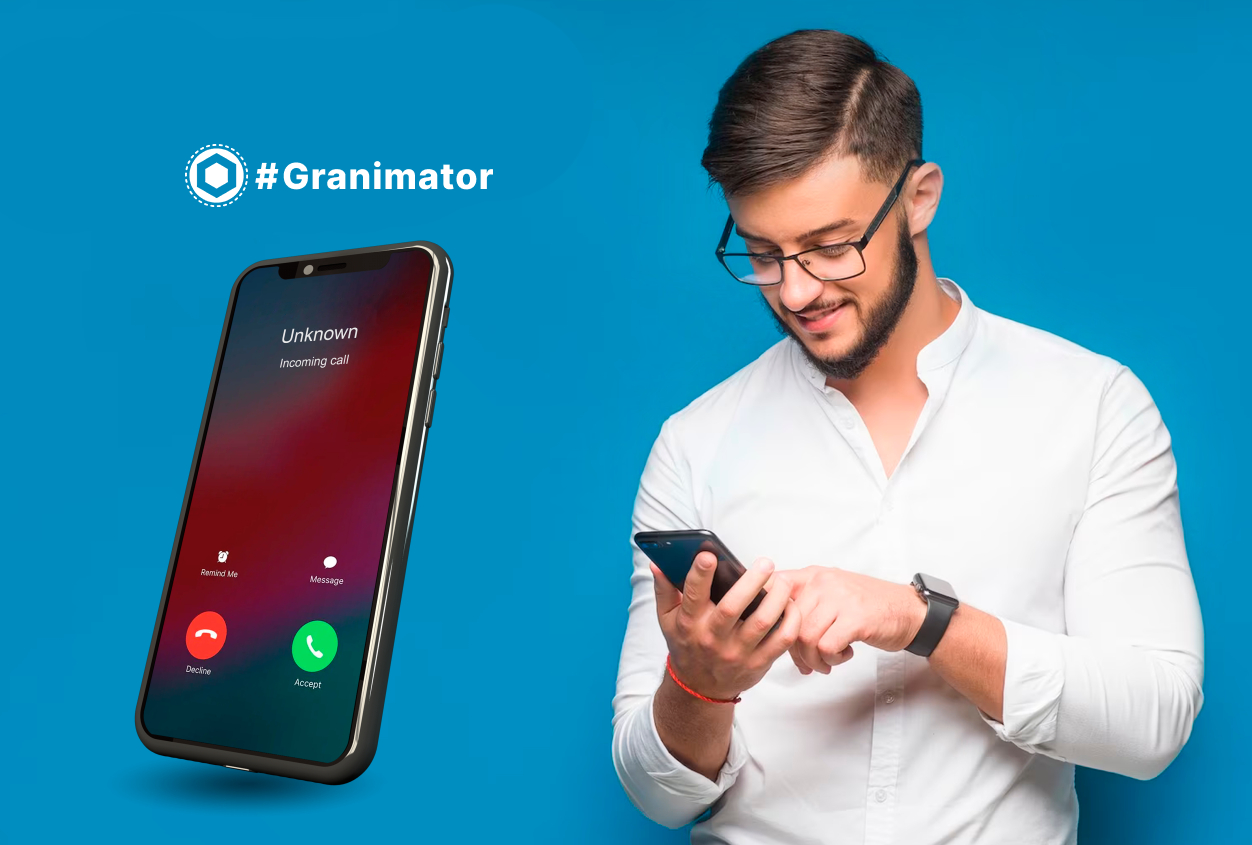 #Granimator
Unknown
Incoming call
Remind Me
Message
Decline
Accept